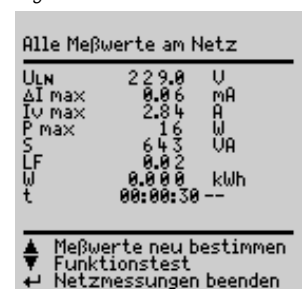 Alle Meßwerte am Netz
ULN 229.0 V
ΔI max 0.06 mA
Iv max 2.84 A
P max 16 W
S 643 VA
LF 0.02
W 0.000 kWh
t 00:00:30 --
▲ Meßwerte neu bestimmen
▼ Funktionstest
↵ Netzmessungen beenden